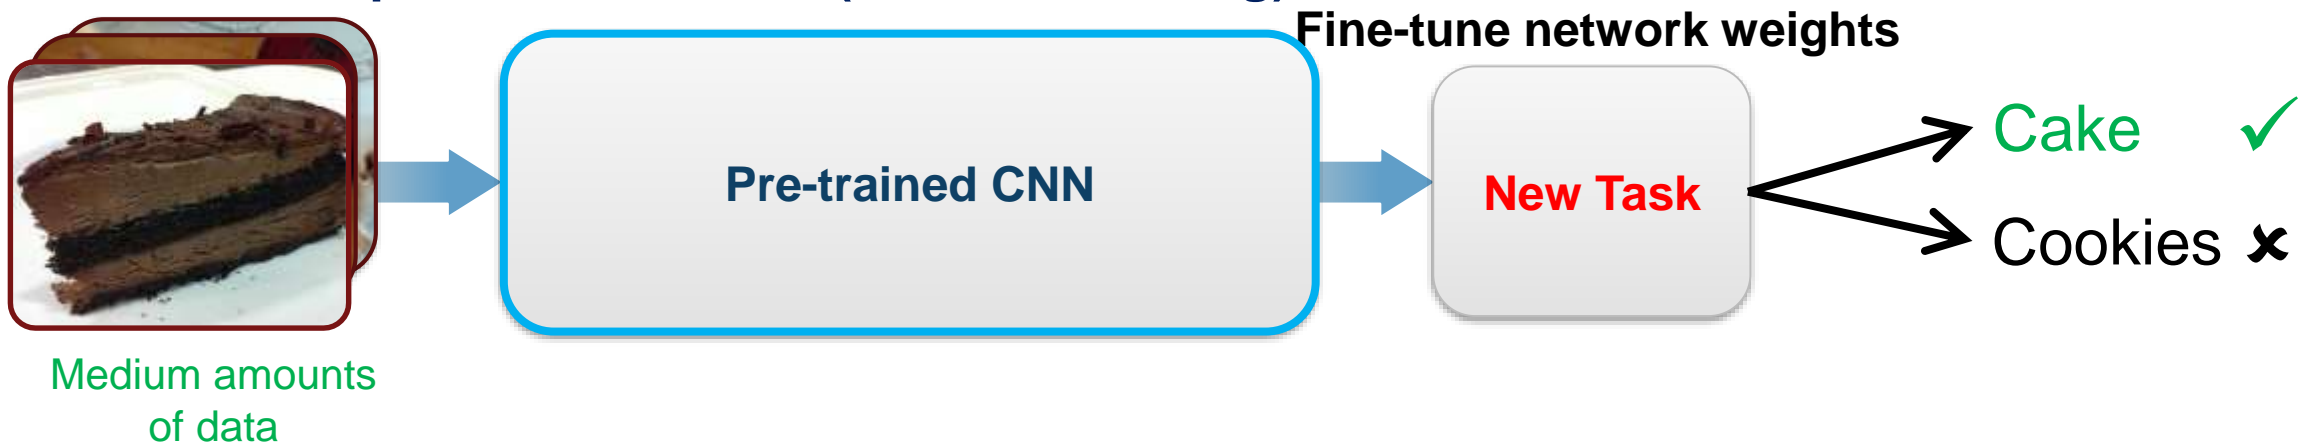 Fine-tune network weights
Pre-trained CNN
New Task
Cake ✓
Cookies ✘
Medium amounts
of data